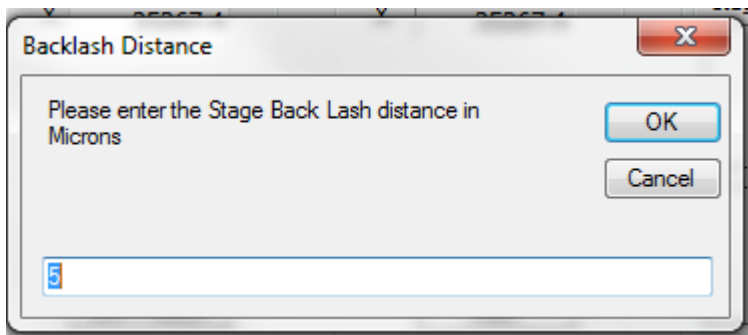 Backlash Distance
Please enter the Stage Back Lash distance in
Microns
OK
Cancel
5